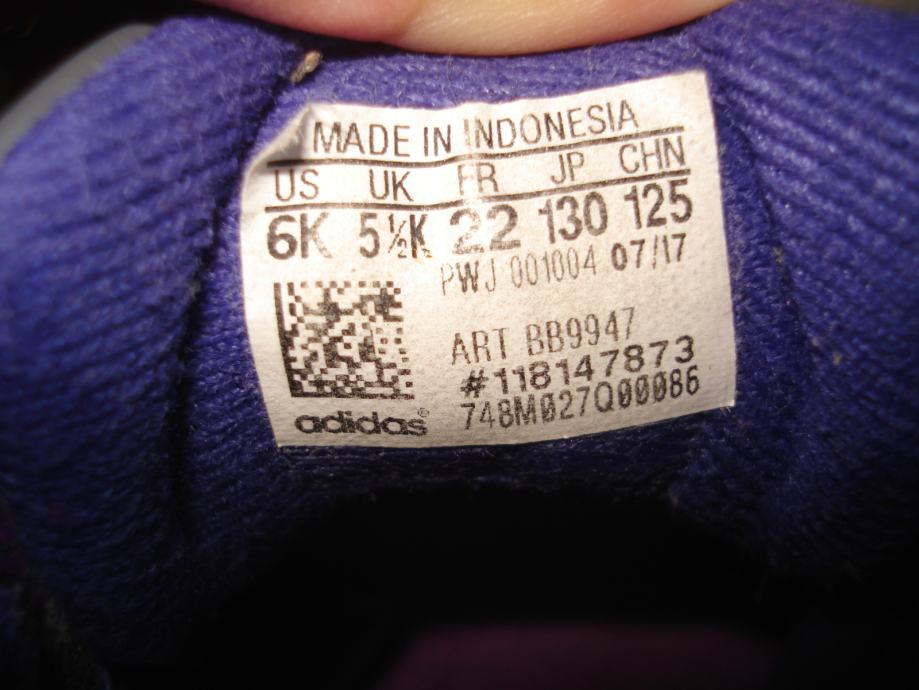 MADE IN INDONESIA
US UK FR JP CHN
6K 5½K 22 130 125
PWJ 001004 07/17
ART BB9947
#118147873
adidas® 748M027Q00086